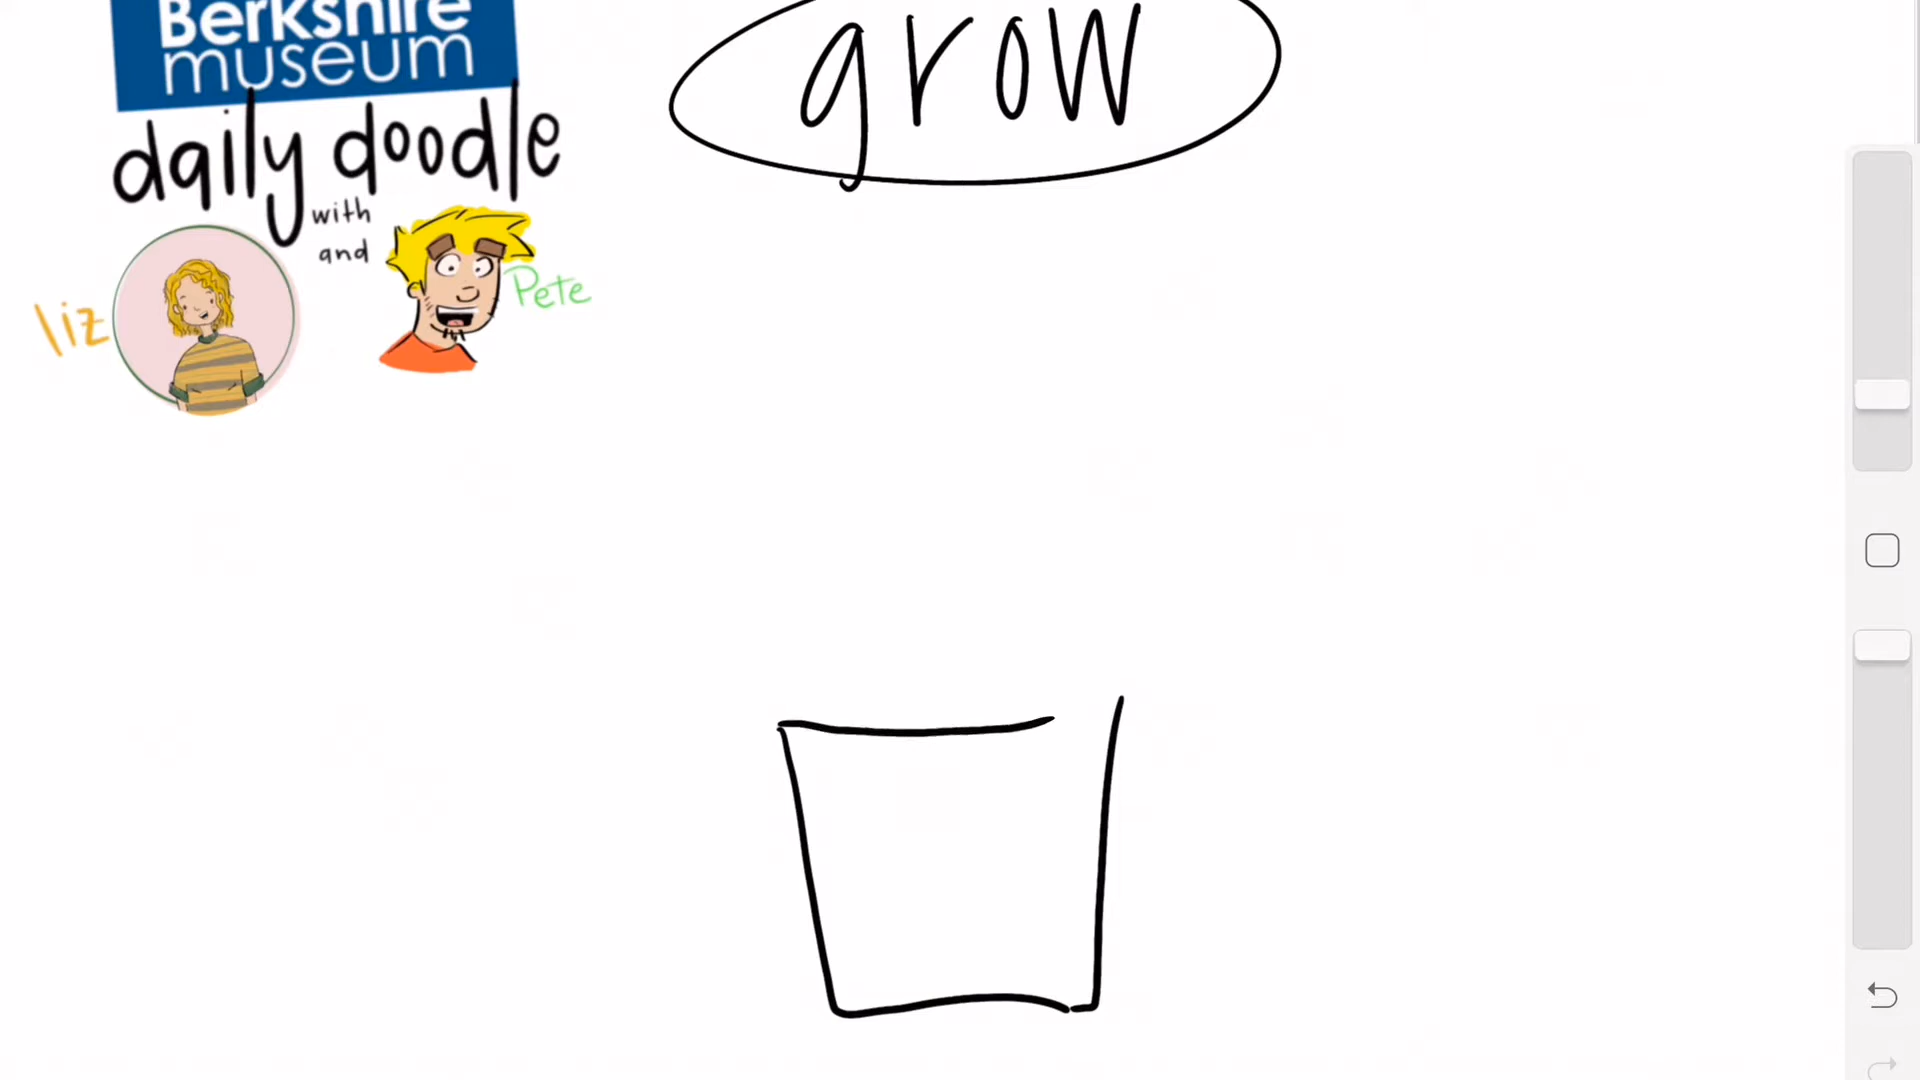 Berkshire
museum
daily doodle
with
and
liz
Pete
grow